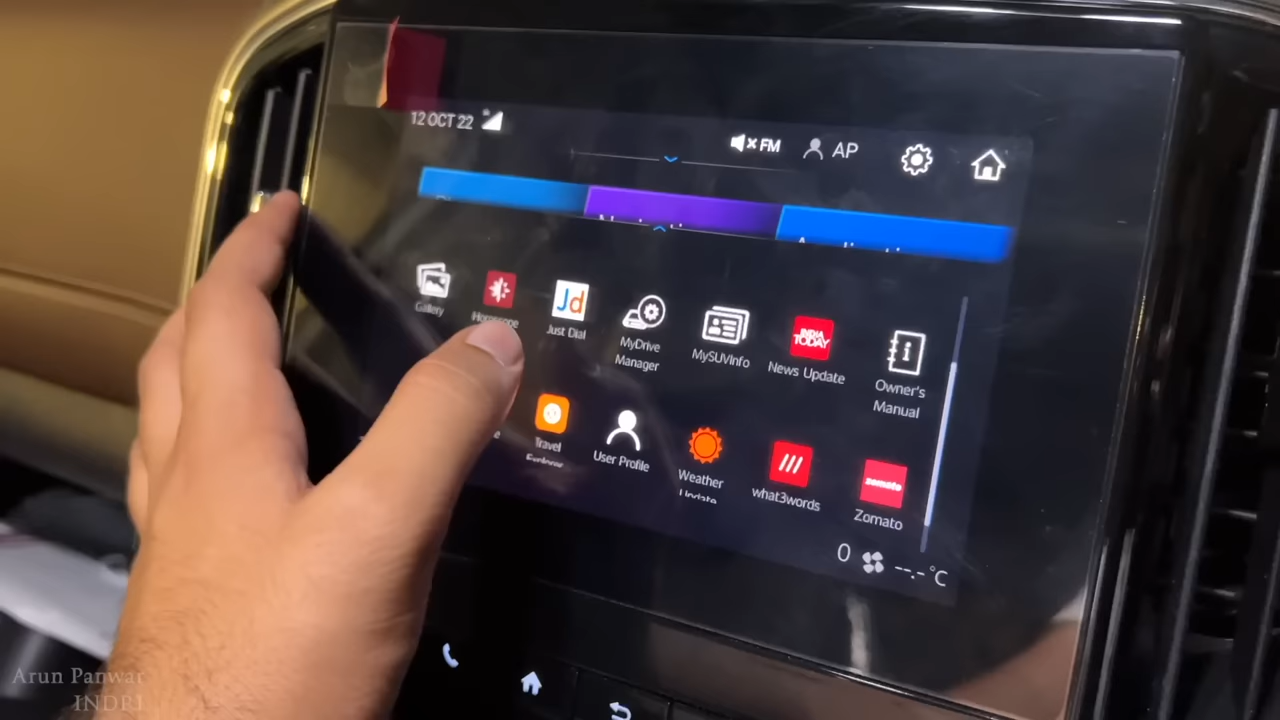 12 OCT 22
FM
AP
Gallery
Horoscope
Jd
Just Dial
MyDrive
Manager
MySUVInfo
INDIA
TODAY
News Update
Owner's
Manual
Travel
User Profile
Weather
Update
what3words
zomato
Zomato
0
--.-°C
Arun Panwar
INDRI